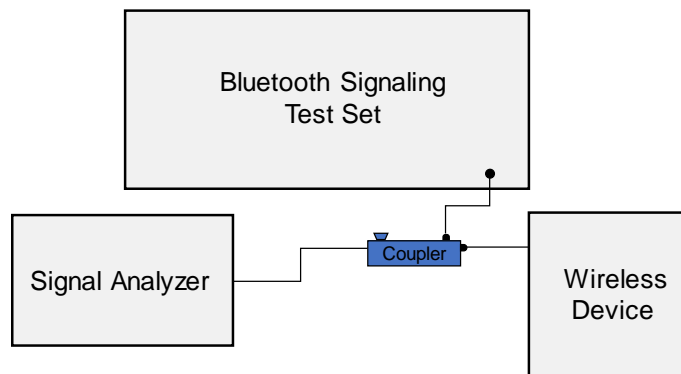 Bluetooth Signaling
Test Set
Signal Analyzer
Coupler
Wireless
Device